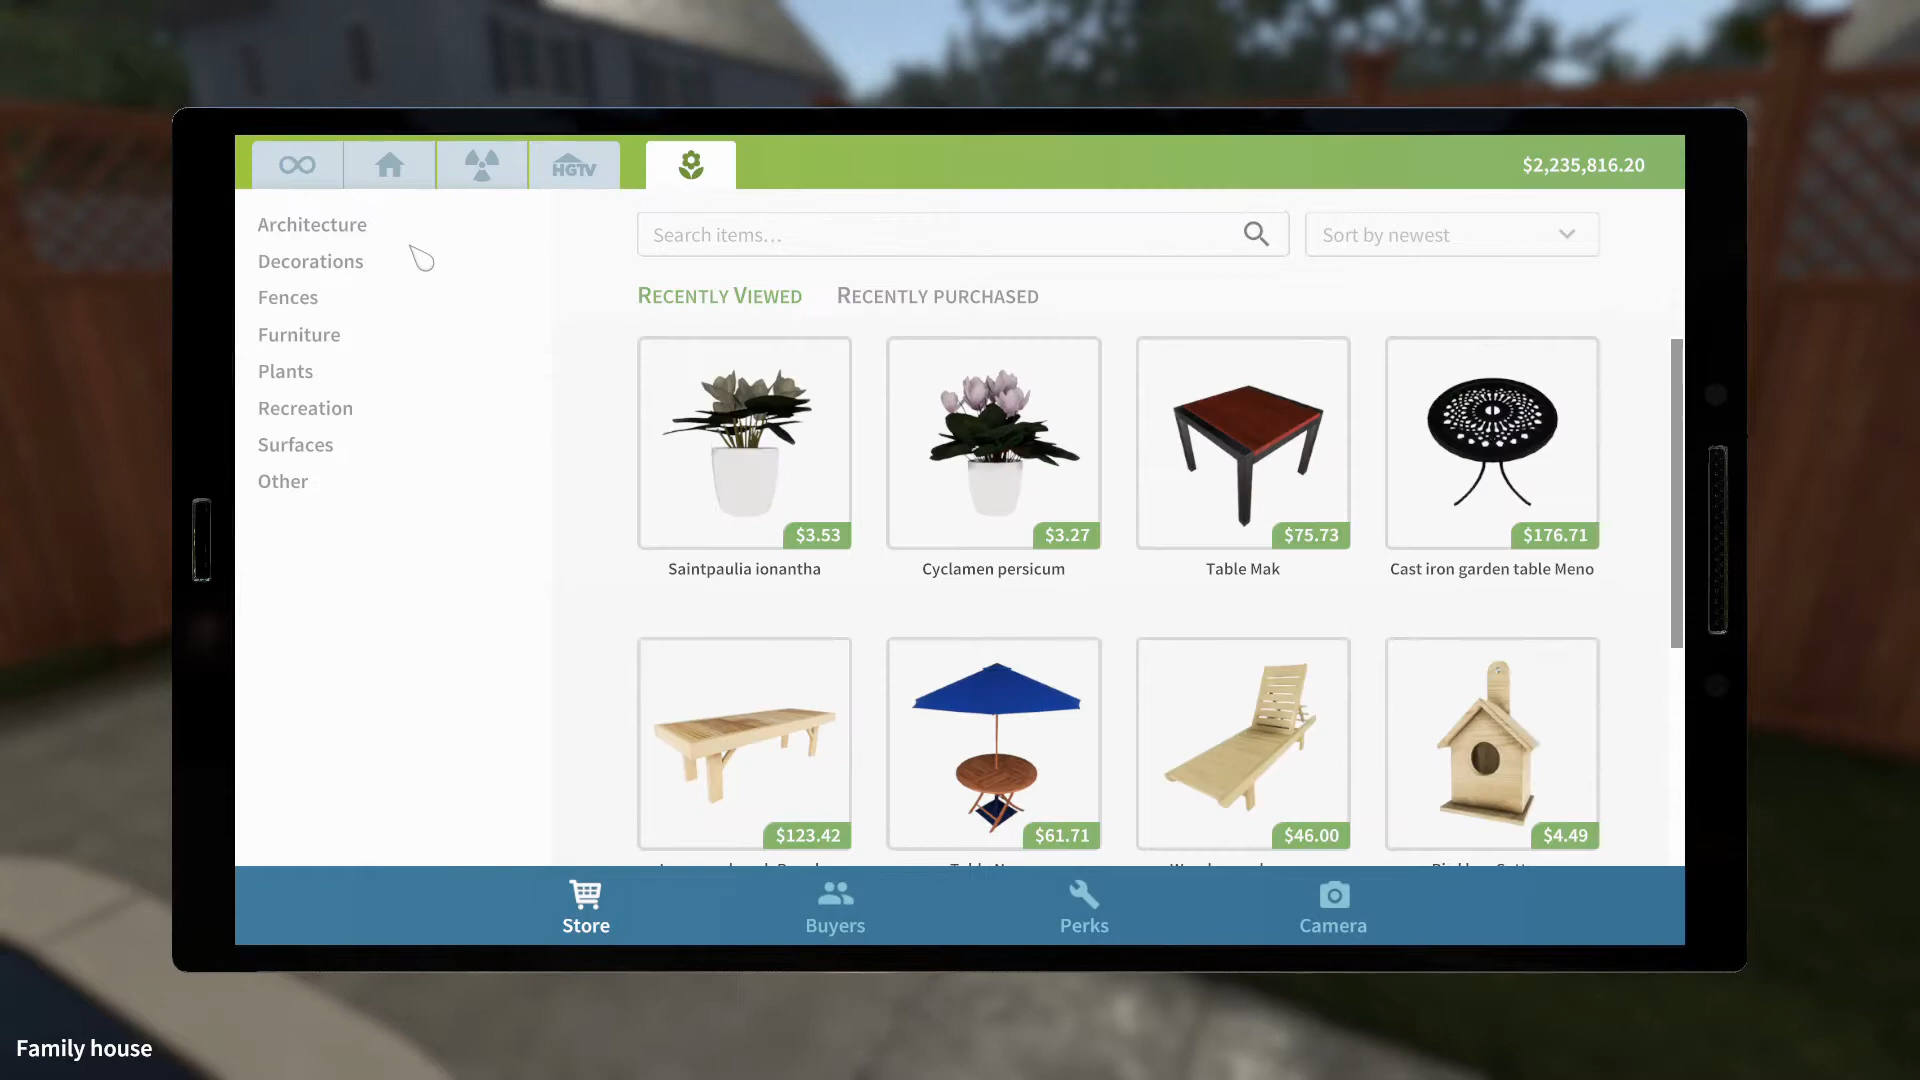 HGTV
$2,235,816.20
Architecture
Decorations
Fences
Furniture
Plants
Recreation
Surfaces
Other
Search items...
Sort by newest
RECENTLY VIEWED
RECENTLY PURCHASED
$3.53
$3.27
$75.73
$176.71
Saintpaulia ionantha
Cyclamen persicum
Table Mak
Cast iron garden table Meno
$123.42
$61.71
$46.00
$4.49
Store
Buyers
Perks
Camera
Family house